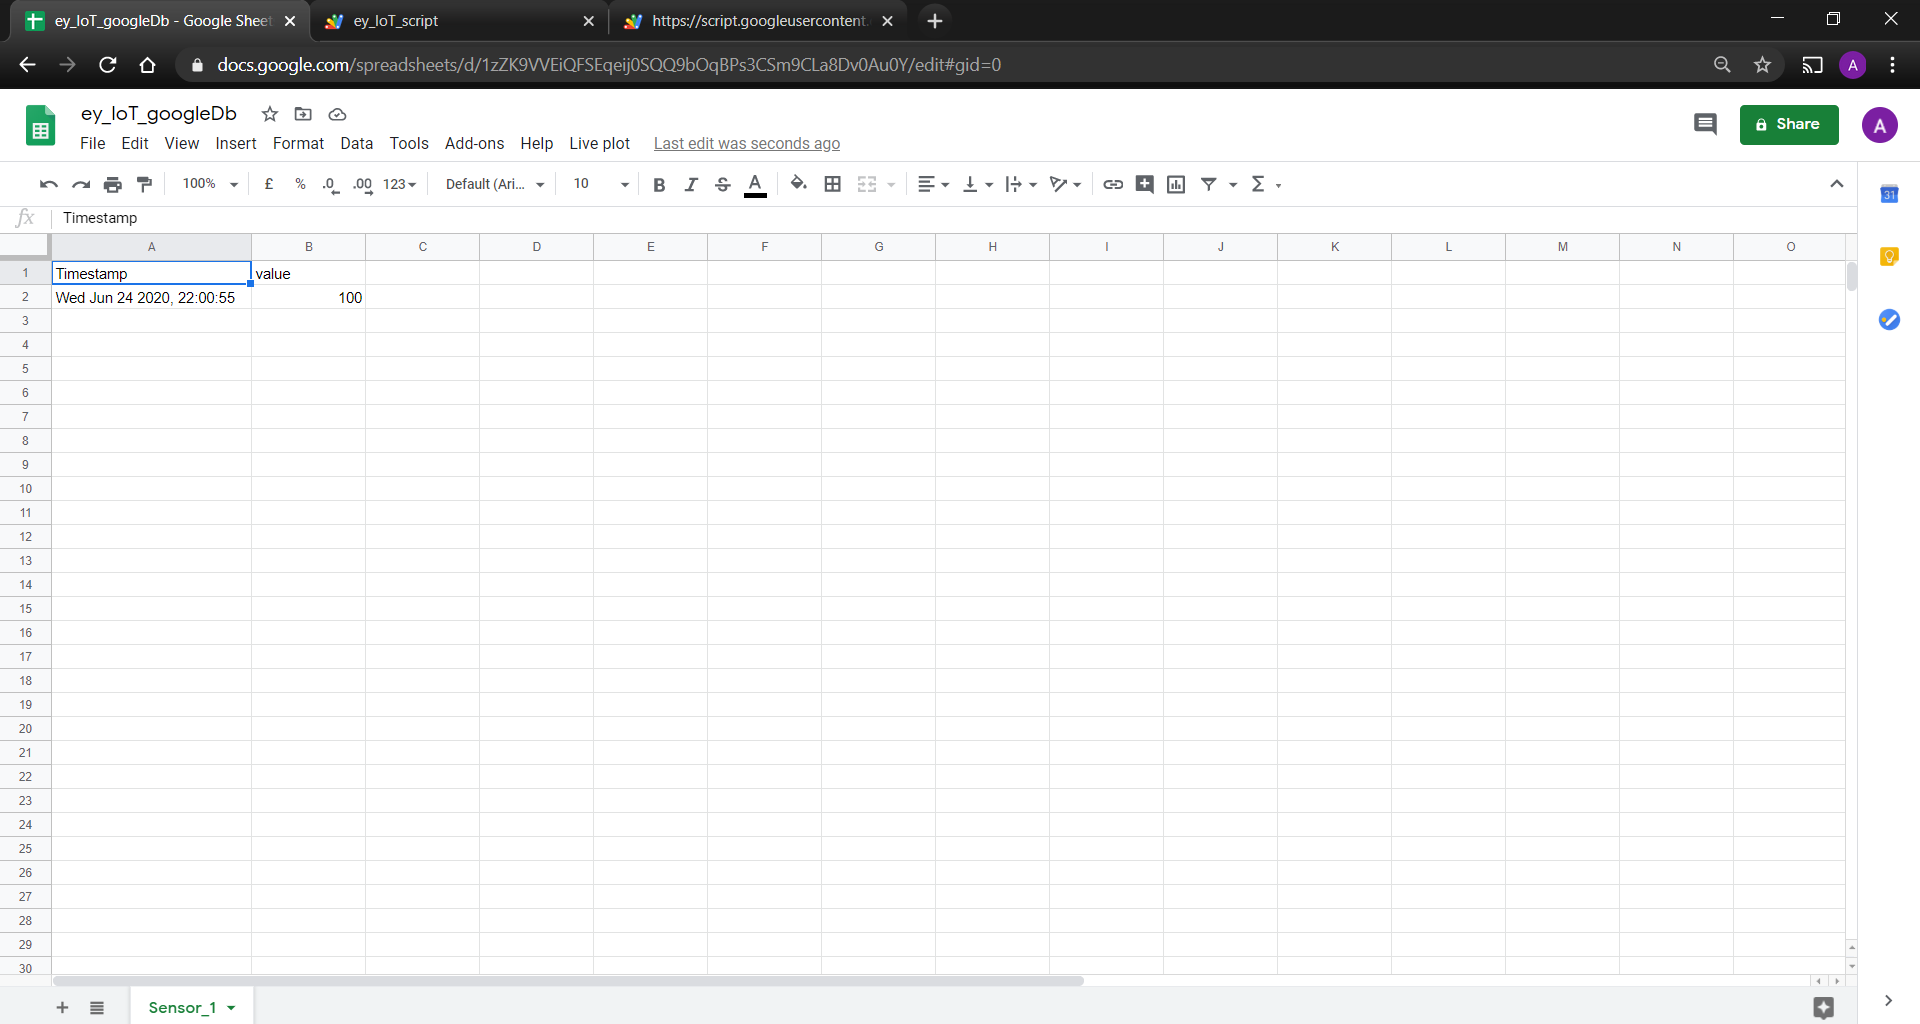 ey_IoT_googleDb - Google Sheet
ey_IoT_script
https://script.googleusercontent.
docs.google.com/spreadsheets/d/1zZK9VVEiQFSEqeij0SQQ9bOqBPs3CSm9CLa8Dv0Au0Y/edit#gid=0
A
ey_IoT_googleDb
File Edit View Insert Format Data Tools Add-ons Help Live plot Last edit was seconds ago
Share
A
100% £ % .0 .00 123 Default (Ari... 10 B I S A Σ
31
fx Timestamp
A B C D E F G H I J K L M N O
1 Timestamp value
2 Wed Jun 24 2020, 22:00:55 100
3
4
5
6
7
8
9
10
11
12
13
14
15
16
17
18
19
20
21
22
23
24
25
26
27
28
29
30
Sensor_1